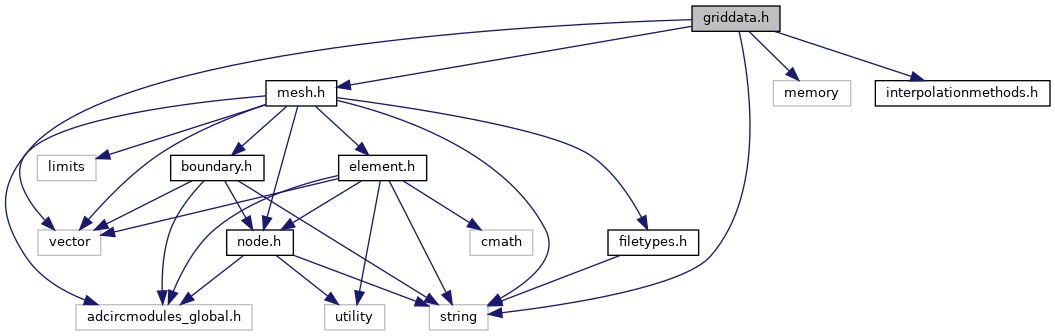 griddata.h
mesh.h
memory
interpolationmethods.h
limits
boundary.h
element.h
vector
node.h
cmath
filetypes.h
adcircmodules_global.h
utility
string